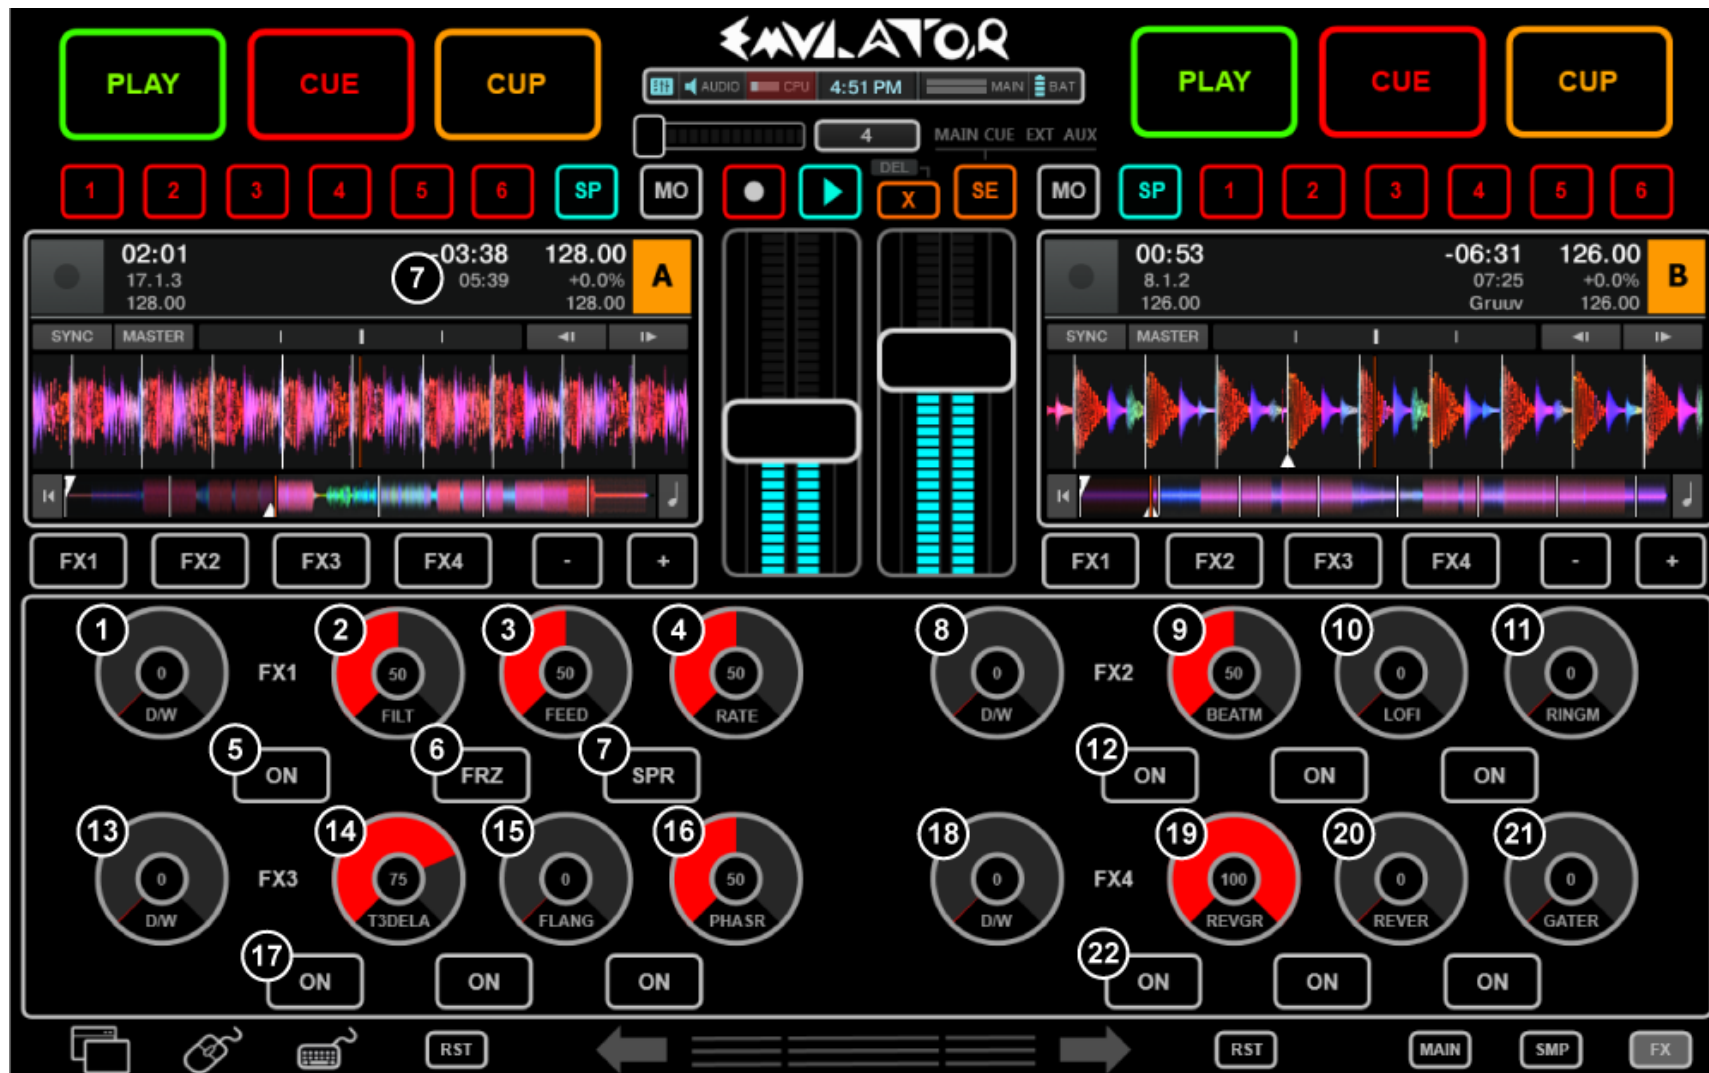 EMULATOR
PLAY CUE CUP PLAY CUE CUP
AUDIO CPU 4:51 PM MAIN BAT
4 MAIN CUE EXT AUX
DEL
1 2 3 4 5 6 SP MO X SE MO SP 1 2 3 4 5 6
02:01 -03:38 128.00 A 00:53 -06:31 126.00 B
7
17.1.3 05:39 +0.0% 8.1.2 07:25 +0.0%
128.00 128.00 126.00 Gruuv 126.00
SYNC MASTER SYNC MASTER
FX1 FX2 FX3 FX4 - + FX1 FX2 FX3 FX4 - +
1 2 3 4 8 9 10 11
0 FX1 50 50 50 0 FX2 50 0 0
D/W FILT FEED RATE D/W BEATM LOFI RINGM
5 6 7 12
ON FRZ SPR ON ON ON
13 14 15 16 18 19 20 21
0 FX3 75 0 50 0 FX4 100 0 0
D/W T3DELA FLANG PHASR D/W REVGR REVER GATER
17 22
ON ON ON ON ON ON
RST RST MAIN SMP FX